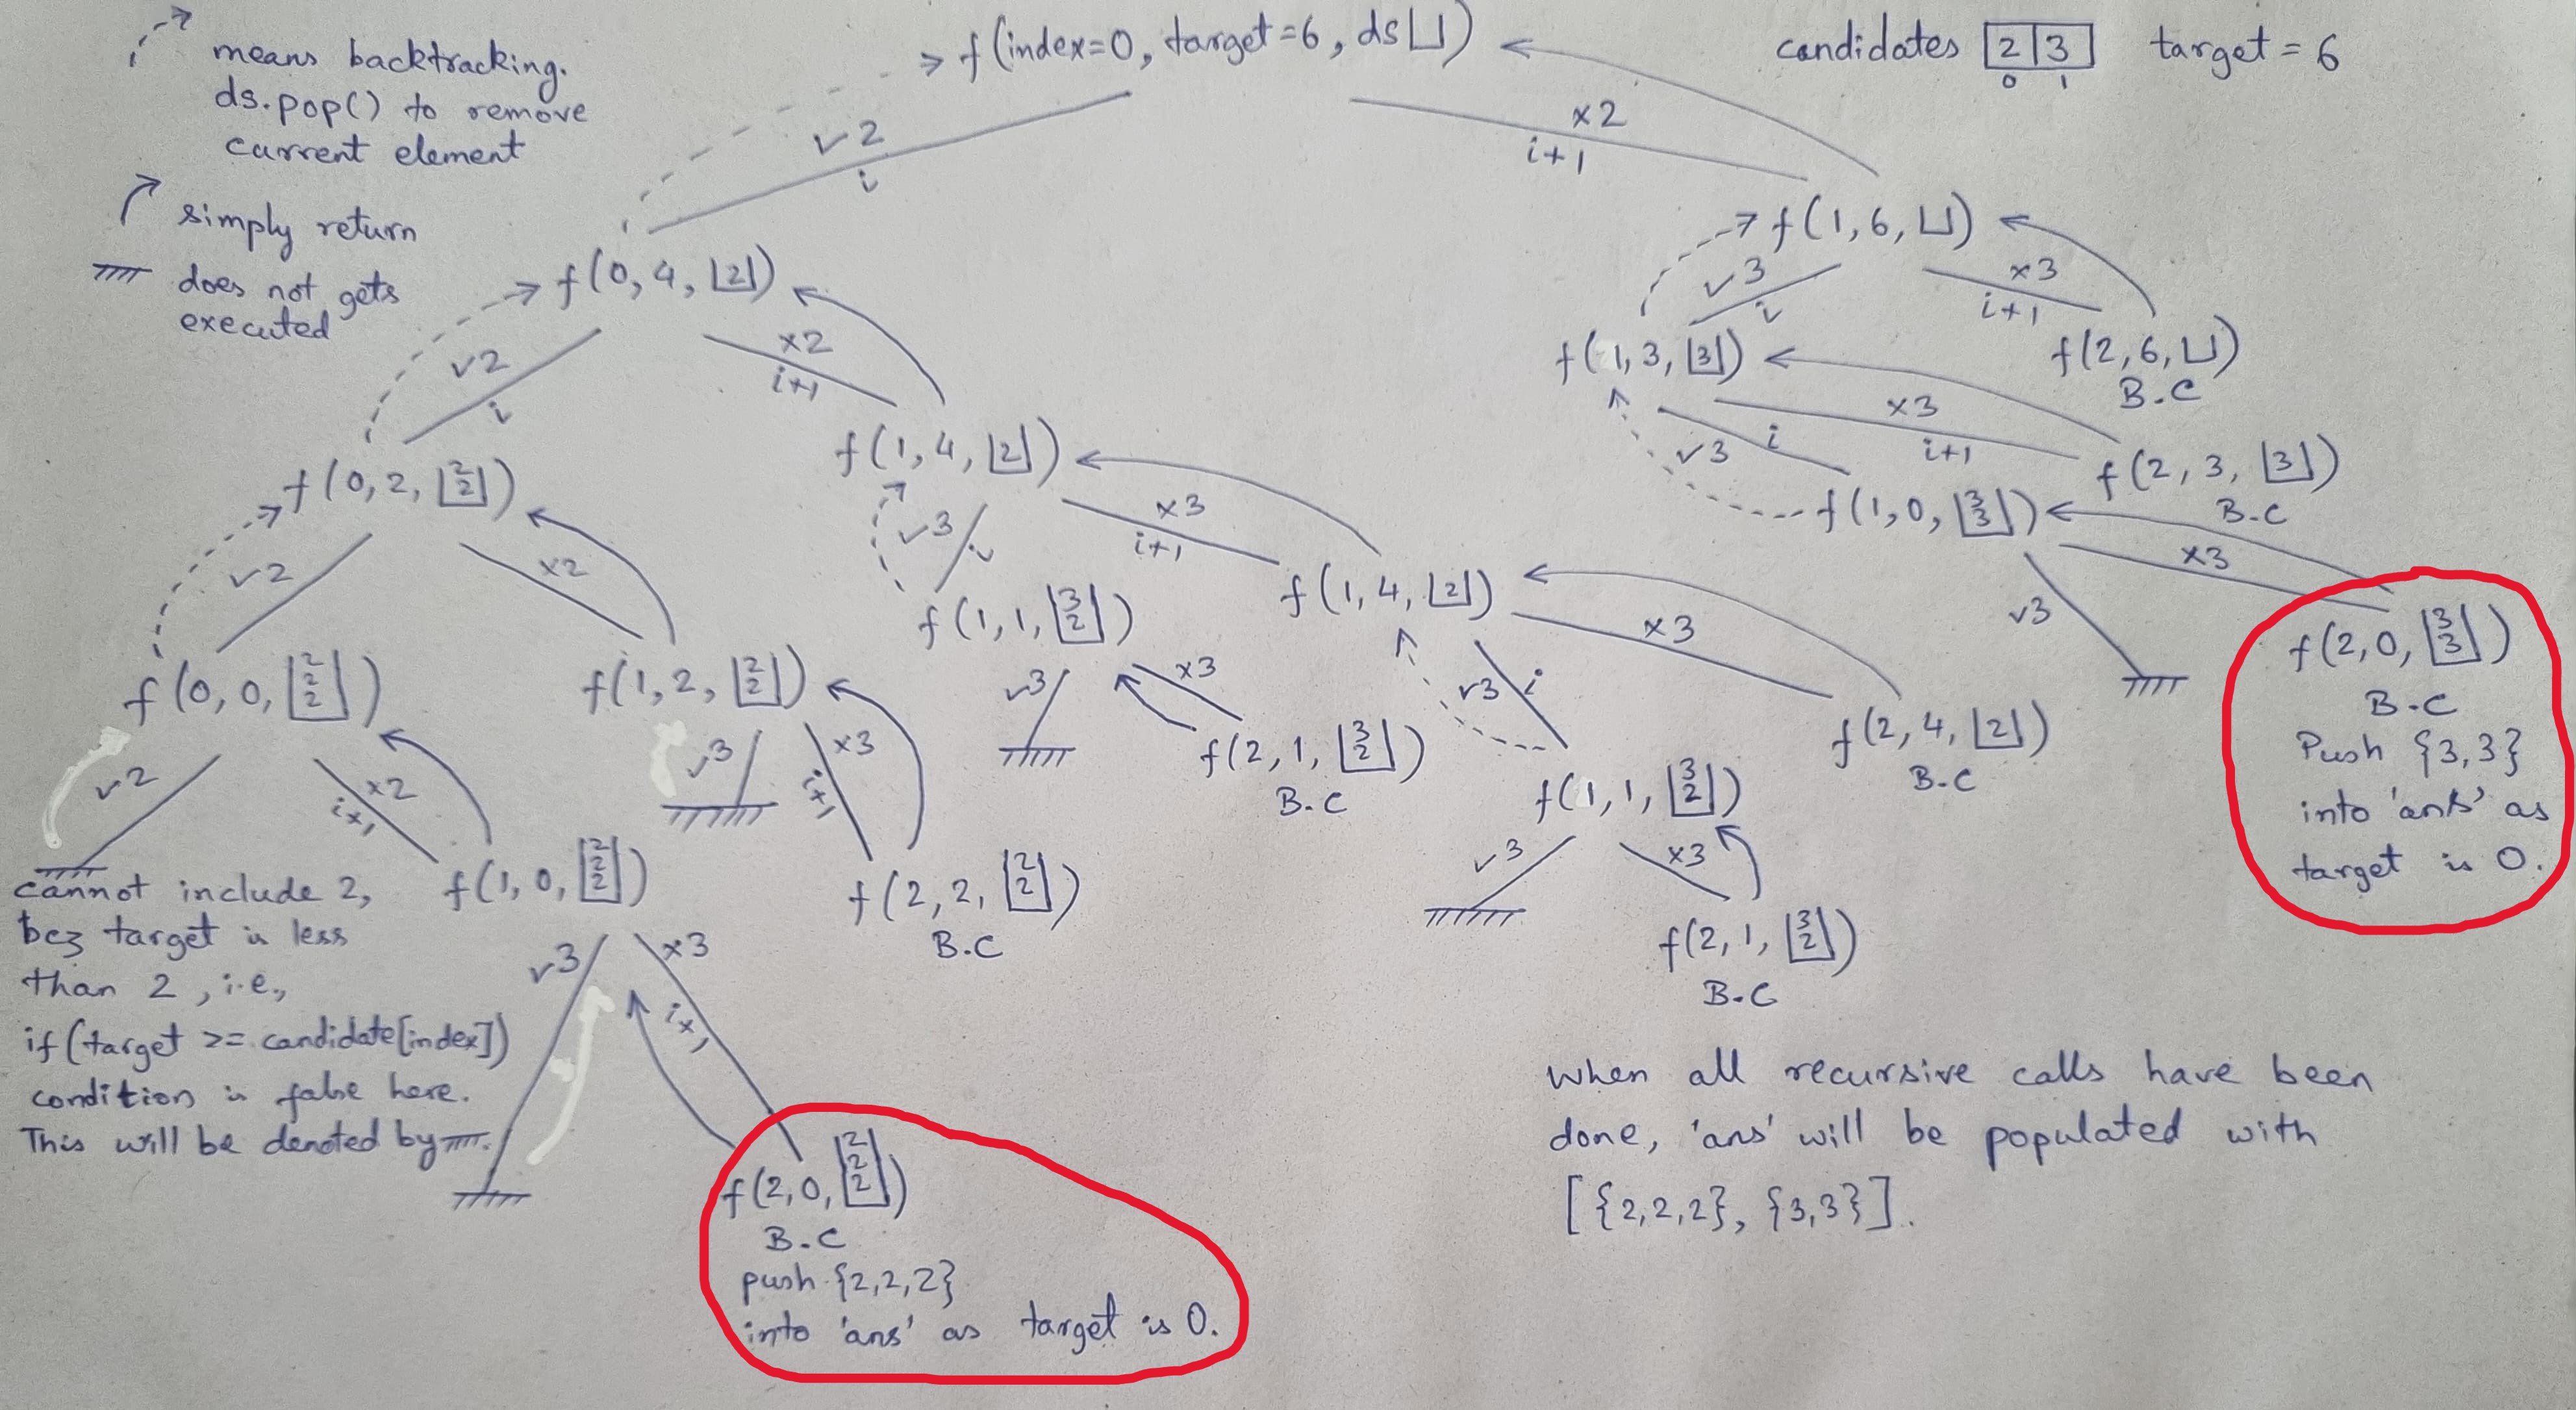 means backtracking.
ds.pop() to remove
current element
simply return
does not gets
executed
f(index=0, target=6, ds⊔)
candidates |2|3| target = 6
0 1
✓2
i
x2
i+1
f(1,6,⊔)
✓3
i
x3
i+1
f(0,4,|2|)
✓2
i
x2
i+1
f(1,3,|3|)
f(2,6,⊔)
B.C
x3
i+1
✓3
i
f(2,3,|3|)
B.C
f(1,4,|2|)
f(0,2,|2 2|)
f(1,0,|3 3|)
✓2
x2
✓3
i
x3
i+1
x3
✓3
f(1,4,|2|)
f(1,1,|3 2|)
x3
f(2,0,|3 3|)
B.C
Push {3,3}
into 'ans' as
target is 0.
f(0,0,|2 2 2|)
f(1,2,|2 2|)
✓3
x3
✓3
i
f(2,1,|3 2|)
B.C
f(2,4,|2|)
B.C
✓2
x2
i+1
✓3
x3
i+1
f(1,1,|3 2|)
✓3
x3
cannot include 2,
bcz target is less
than 2, i.e.,
if(target >= candidate[index])
condition is false here.
This will be denoted by
f(1,0,|2 2 2|)
f(2,2,|2 2|)
B.C
f(2,1,|3 2|)
B.C
✓3
x3
i+1
f(2,0,|2 2 2|)
B.C
push {2,2,2}
into 'ans' as target is 0.
When all recursive calls have been
done, 'ans' will be populated with
[{2,2,2}, {3,3}].